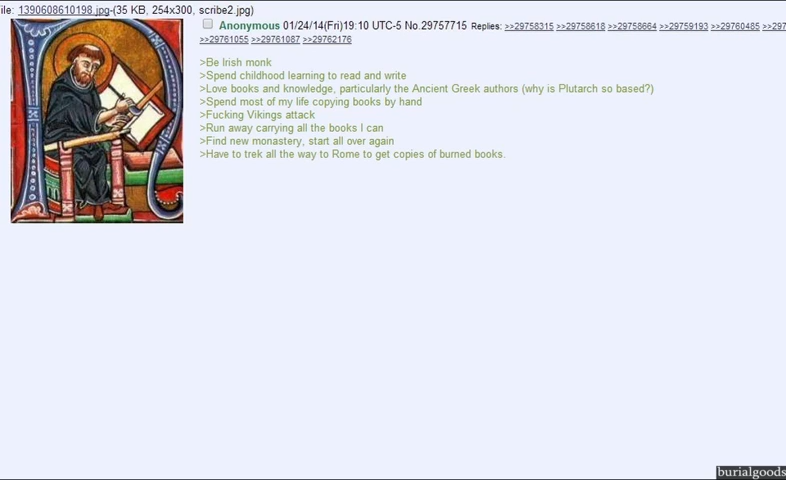 ile: 1390608610198.jpg-(35 KB, 254x300, scribe2.jpg)
Anonymous 01/24/14(Fri)19:10 UTC-5 No.29757715 Replies: >>29758315 >>29758618 >>29758664 >>29759193 >>29760485 >>297
>>29761055 >>29761087 >>29762176
>Be Irish monk
>Spend childhood learning to read and write
>Love books and knowledge, particularly the Ancient Greek authors (why is Plutarch so based?)
>Spend most of my life copying books by hand
>Fucking Vikings attack
>Run away carrying all the books I can
>Find new monastery, start all over again
>Have to trek all the way to Rome to get copies of burned books.
burialgoods